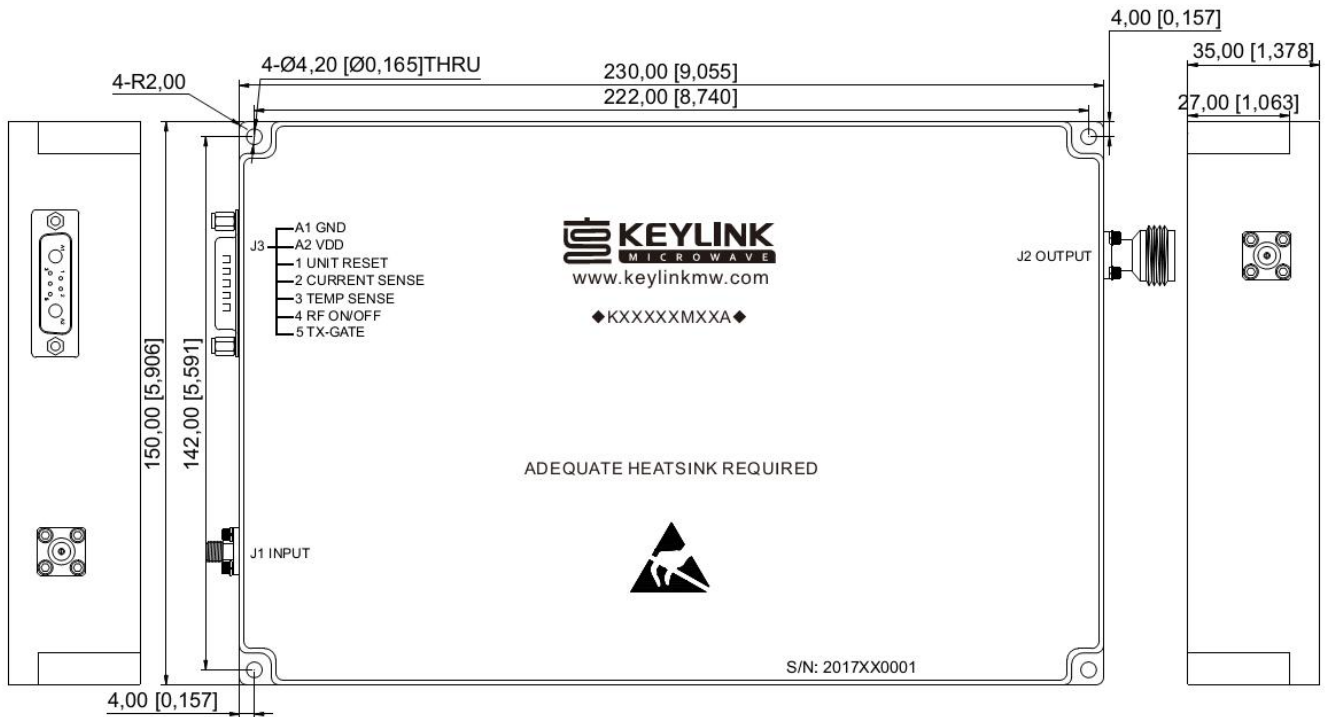 4,00 [0,157]
35,00 [1,378]
4-Ø4,20 [Ø0,165]THRU
230,00 [9,055]
4-R2,00
222,00 [8,740]
27,00 [1,063]
J3
A1 GND
A2 VDD
1 UNIT RESET
2 CURRENT SENSE
3 TEMP SENSE
4 RF ON/OFF
5 TX-GATE
KEYLINK
MICROWAVE
www.keylinkmw.com
◆KXXXXXMXXA◆
J2 OUTPUT
150,00 [5,906]
142,00 [5,591]
ADEQUATE HEATSINK REQUIRED
J1 INPUT
S/N: 2017XX0001
4,00 [0,157]